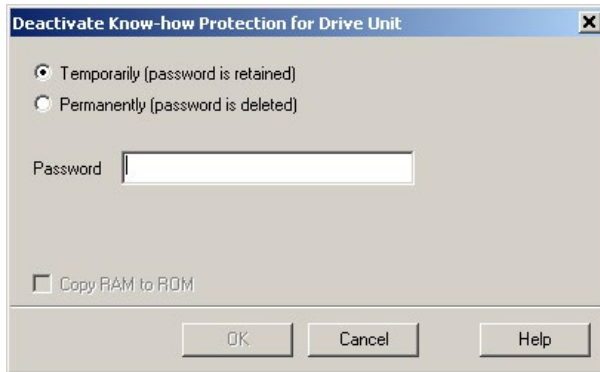 Deactivate Know-how Protection for Drive Unit
Temporarily (password is retained)
Permanently (password is deleted)
Password
Copy RAM to ROM
OK Cancel Help